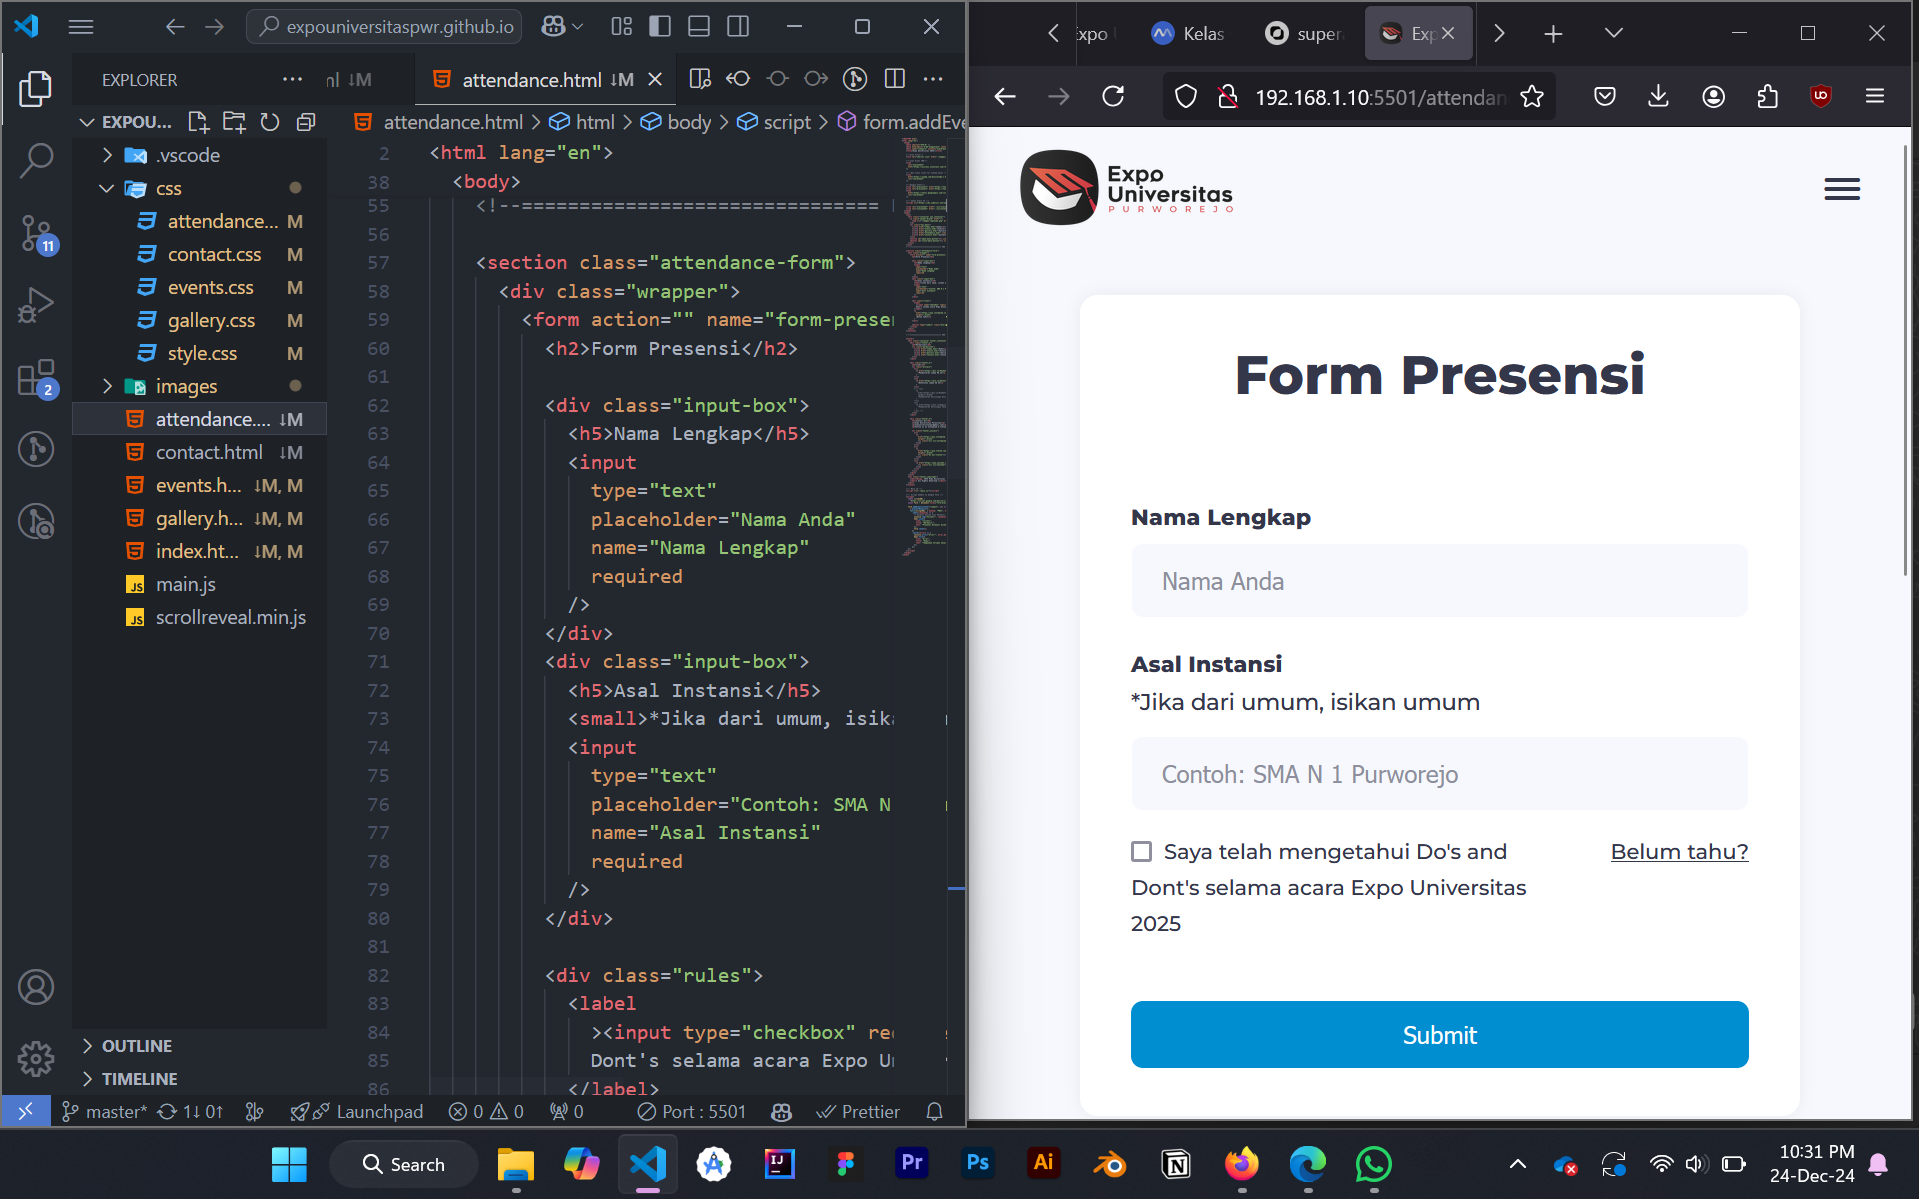 expouniversitaspwr.github.io
EXPLORER
nl ↓M
attendance.html ↓M
EXPOU...
.vscode
css
attendance... M
contact.css M
events.css M
gallery.css M
style.css M
images
attendance.... ↓M
contact.html ↓M
events.h... ↓M, M
gallery.h... ↓M, M
index.ht... ↓M, M
main.js
scrollreveal.min.js
OUTLINE
TIMELINE
11
2
attendance.html > html > body > script > form.addEve
2 <html lang="en">
38 <body>
55 <!--===============================
56
57 <section class="attendance-form">
58 <div class="wrapper">
59 <form action="" name="form-prese
60 <h2>Form Presensi</h2>
61
62 <div class="input-box">
63 <h5>Nama Lengkap</h5>
64 <input
65 type="text"
66 placeholder="Nama Anda"
67 name="Nama Lengkap"
68 required
69 />
70 </div>
71 <div class="input-box">
72 <h5>Asal Instansi</h5>
73 <small>*Jika dari umum, isik
74 <input
75 type="text"
76 placeholder="Contoh: SMA N
77 name="Asal Instansi"
78 required
79 />
80 </div>
81
82 <div class="rules">
83 <label
84 ><input type="checkbox" re
85 Dont's selama acara Expo U
86 </label>
master* 1↓ 0↑ Launchpad 0 0 0 Port : 5501 Prettier
Expo
Kelas
super
Exp
192.168.1.10:5501/attendan
Expo
Universitas
PURWOREJO
Form Presensi
Nama Lengkap
Nama Anda
Asal Instansi
*Jika dari umum, isikan umum
Contoh: SMA N 1 Purworejo
Saya telah mengetahui Do's and
Dont's selama acara Expo Universitas
2025
Belum tahu?
Submit
Search
IJ
Pr
Ps
Ai
10:31 PM
24-Dec-24